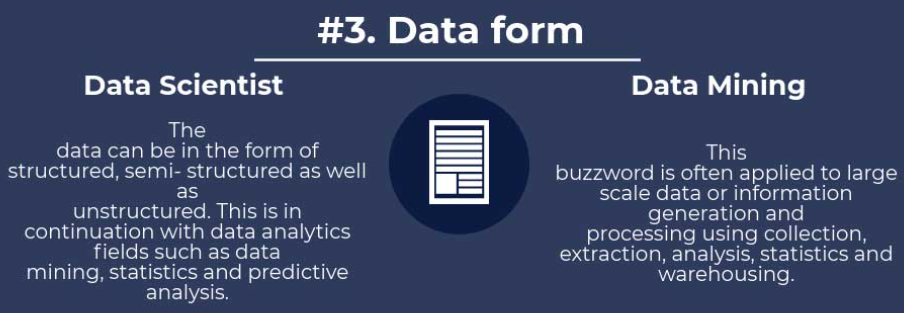 #3. Data form
Data Scientist
The
data can be in the form of
structured, semi- structured as well
as
unstructured. This is in
continuation with data analytics
fields such as data
mining, statistics and predictive
analysis.
Data Mining
This
buzzword is often applied to large
scale data or information
generation and
processing using collection,
extraction, analysis, statistics and
warehousing.